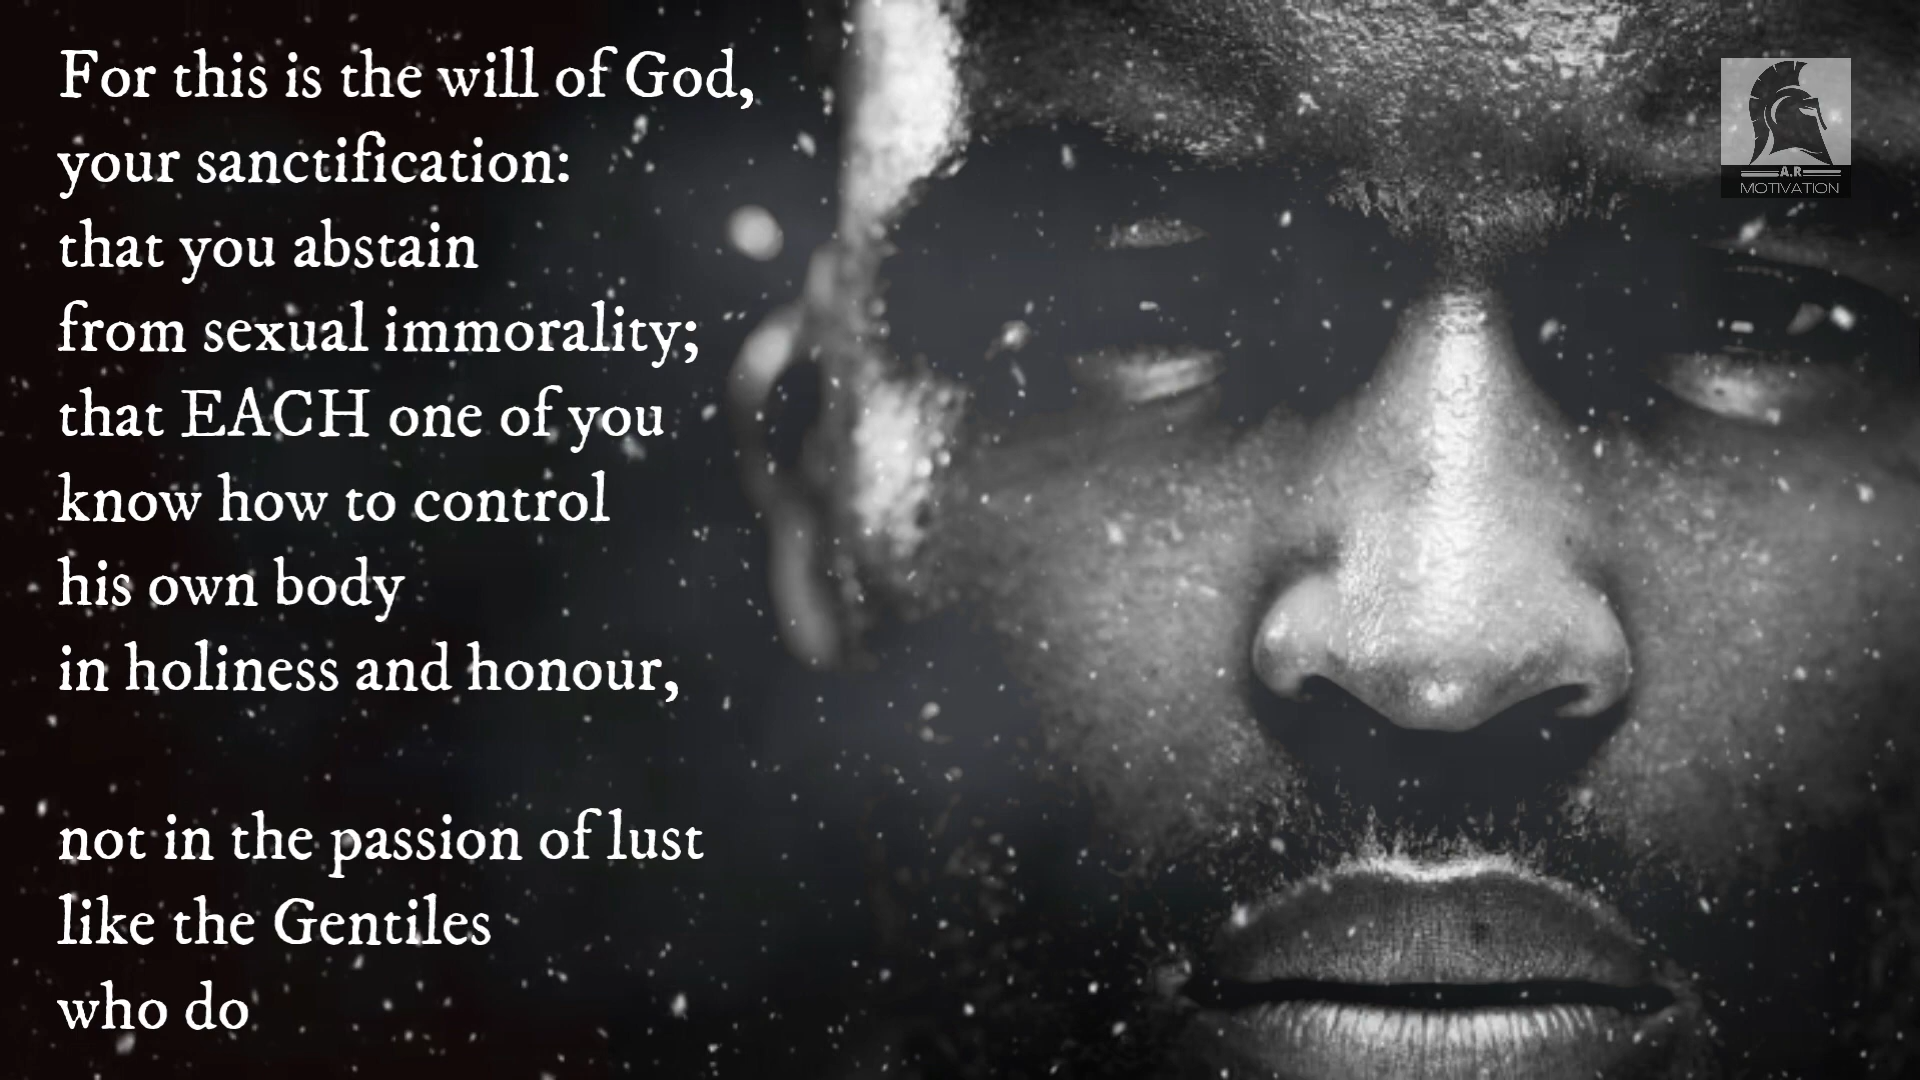 For this is the will of God,
your sanctification:
that you abstain
from sexual immorality;
that EACH one of you
know how to control
his own body
in holiness and honour,
not in the passion of lust
like the Gentiles
who do
A.R
MOTIVATION